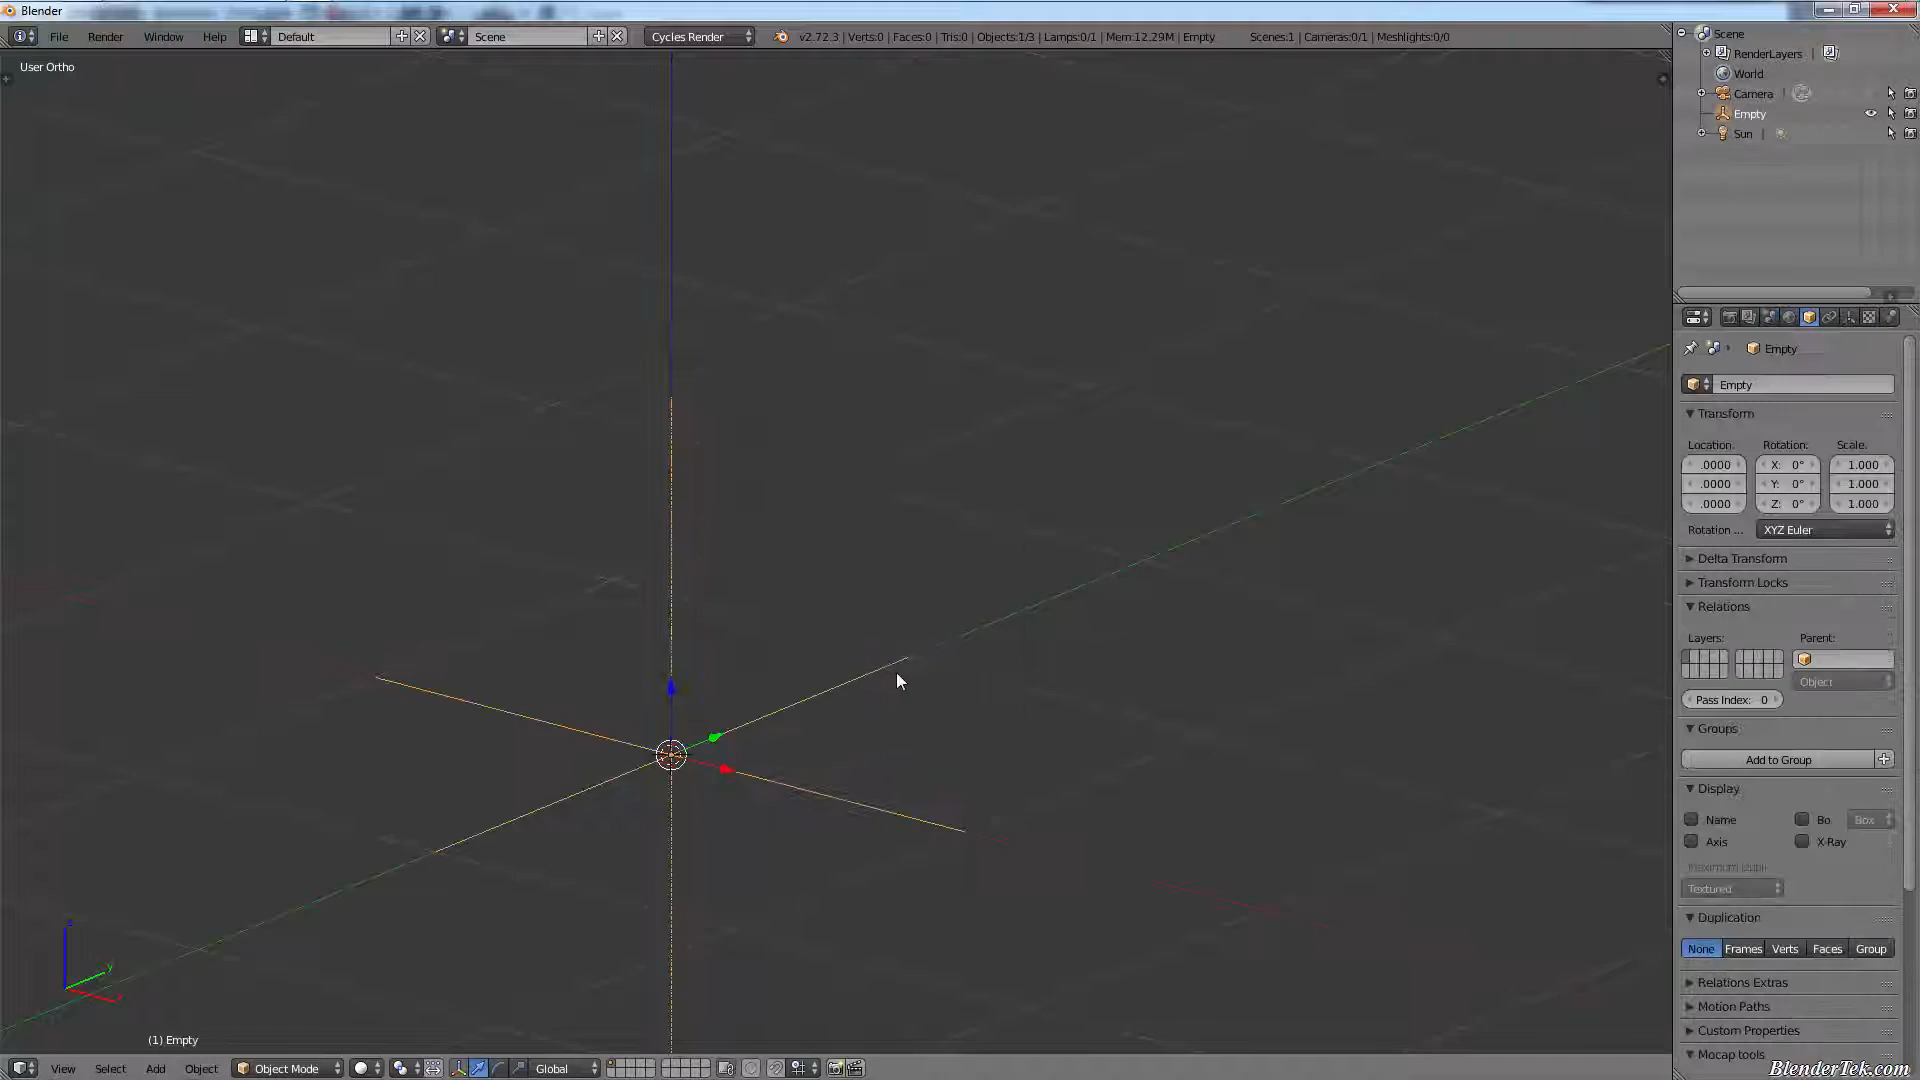 Blender
File Render Window Help Default Scene Cycles Render v2.72.3 | Verts:0 | Faces:0 | Tris:0 | Objects:1/3 | Lamps:0/1 | Mem:12.29M | Empty Scenes:1 | Cameras:0/1 | Meshlights:0/0
User Ortho
Scene
RenderLayers
World
Camera
Empty
Sun
Empty
Empty
Transform
Location: Rotation: Scale:
.0000 X: 0° 1.000
.0000 Y: 0° 1.000
.0000 Z: 0° 1.000
Rotation ... XYZ Euler
Delta Transform
Transform Locks
Relations
Layers: Parent:
Object
Pass Index: 0
Groups
Add to Group
Display
Name Bo Box
Axis X-Ray
Textured
Duplication
None Frames Verts Faces Group
Relations Extras
Motion Paths
Custom Properties
Mocap tools
z
y
x
(1) Empty
View Select Add Object Object Mode Global
BlenderTek.com